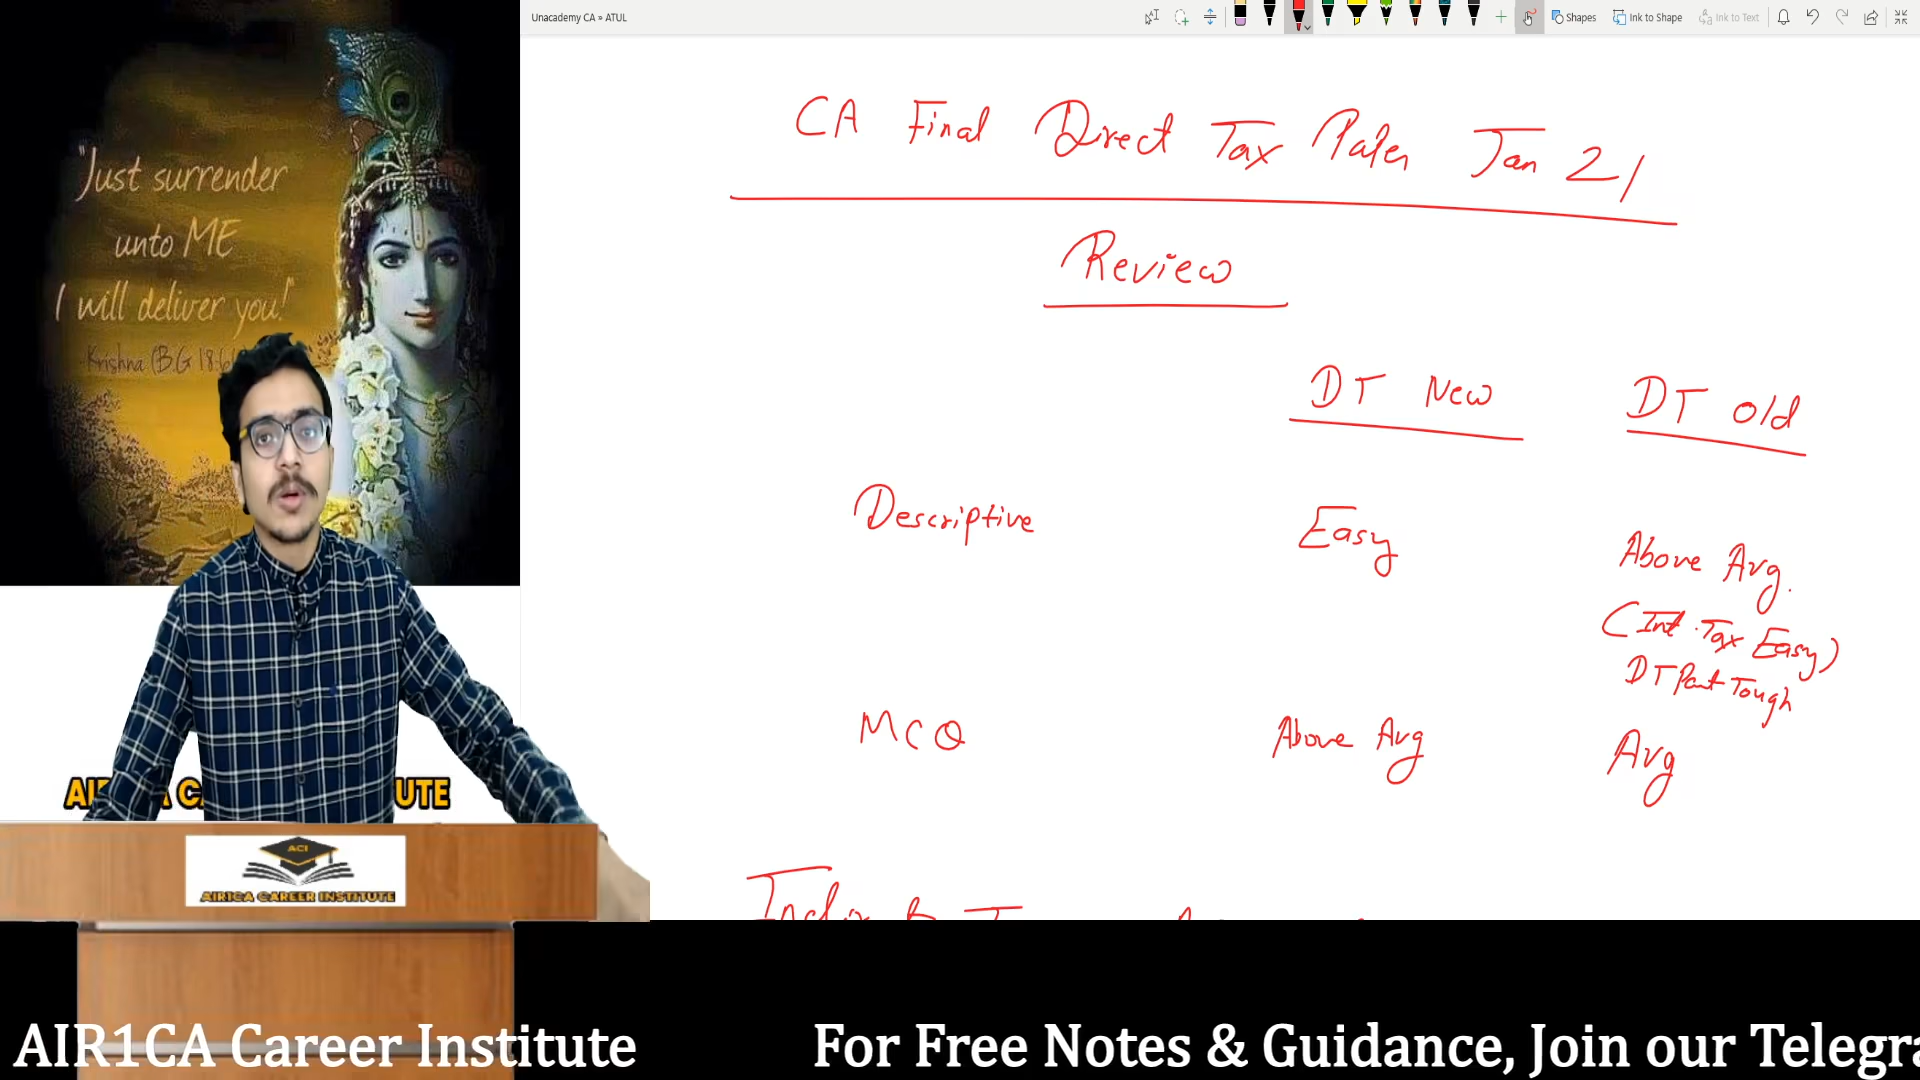 Unacademy CA » ATUL
Shapes
Ink to Shape
Ink to Text
"Just surrender
unto ME
I will deliver you!"
-Krishna (B.G 18:6
CA Final Direct Tax Paper Jan 21
Review
DT New DT Old
Descriptive Easy Above Avg.
(Int. Tax Easy)
DT Part Tough
MCQ Above Avg Avg
ACI
AIR1CA CAREER INSTITUTE
AIR1CA Career Institute For Free Notes & Guidance, Join our Telegra